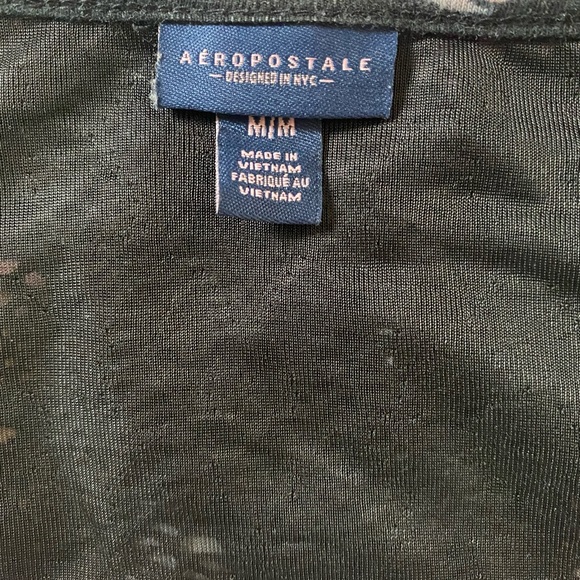 AÉROPOSTALE
— DESIGNED IN NYC —
M/M
MADE IN
VIETNAM
FABRIQUÉ AU
VIETNAM